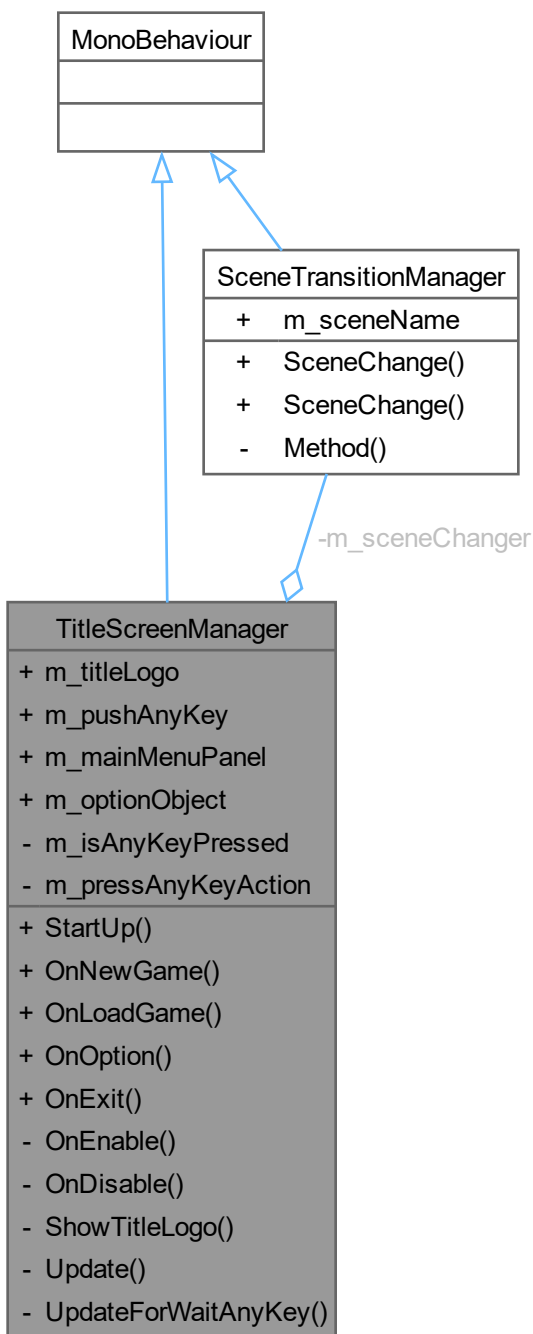 MonoBehaviour
SceneTransitionManager
+ m_sceneName
+ SceneChange()
+ SceneChange()
- Method()
-m_sceneChanger
TitleScreenManager
+ m_titleLogo
+ m_pushAnyKey
+ m_mainMenuPanel
+ m_optionObject
- m_isAnyKeyPressed
- m_pressAnyKeyAction
+ StartUp()
+ OnNewGame()
+ OnLoadGame()
+ OnOption()
+ OnExit()
- OnEnable()
- OnDisable()
- ShowTitleLogo()
- Update()
- UpdateForWaitAnyKey()